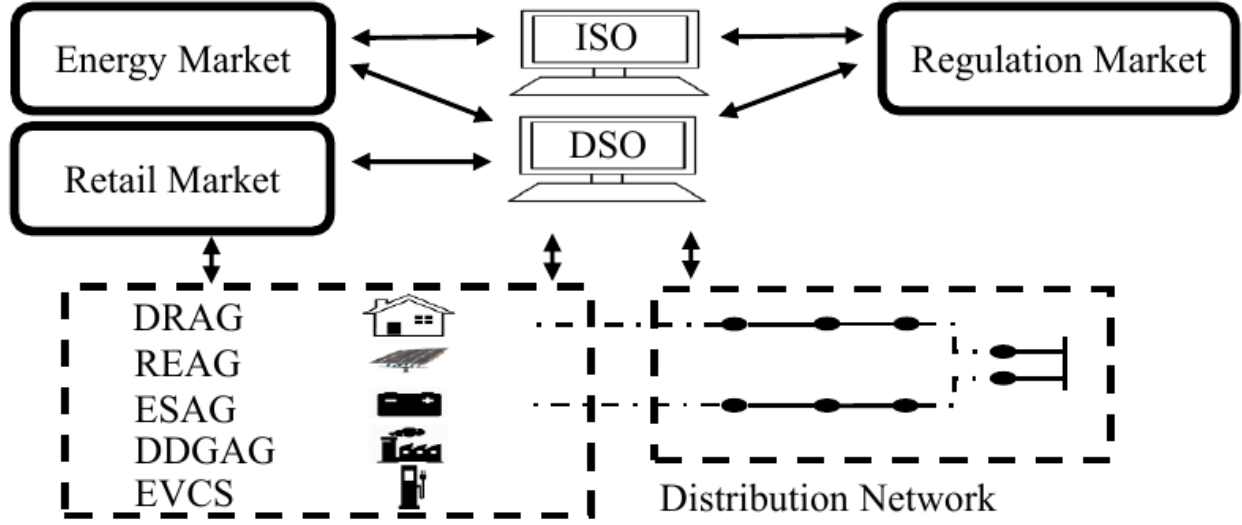 Energy Market
ISO
Regulation Market
Retail Market
DSO
DRAG
REAG
ESAG
DDGAG
EVCS
Distribution Network